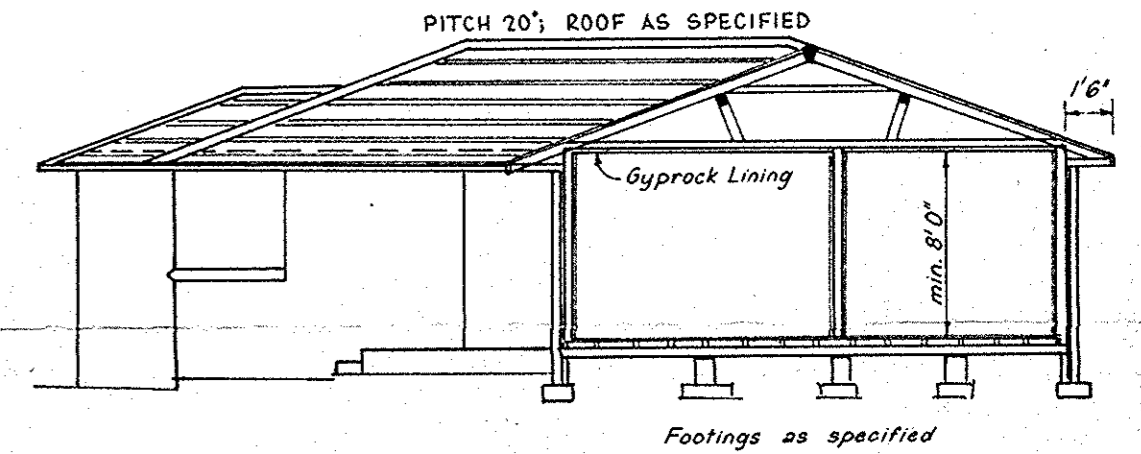 PITCH 20°; ROOF AS SPECIFIED
1'6"
Gyprock Lining
min. 8'0"
Footings as specified